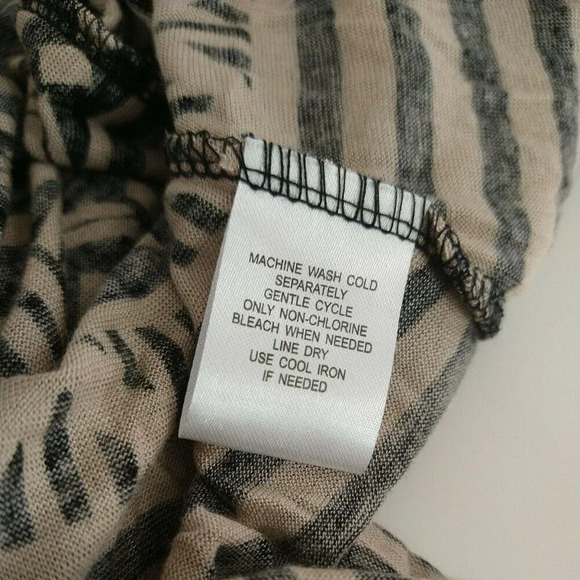 MACHINE WASH COLD
SEPARATELY
GENTLE CYCLE
ONLY NON-CHLORINE
BLEACH WHEN NEEDED
LINE DRY
USE COOL IRON
IF NEEDED